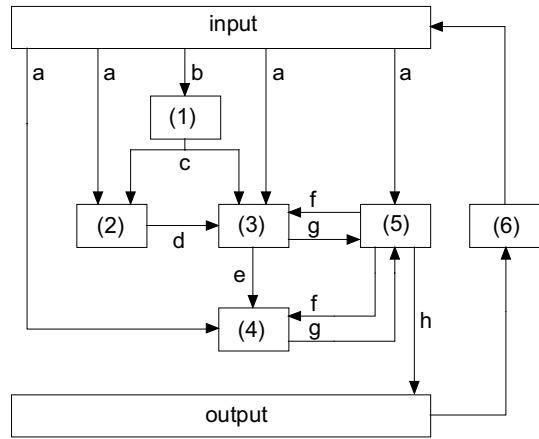 input
a a b a a
(1)
c
f
(2) (3) (5) (6)
d g
e
f h
(4) g
output